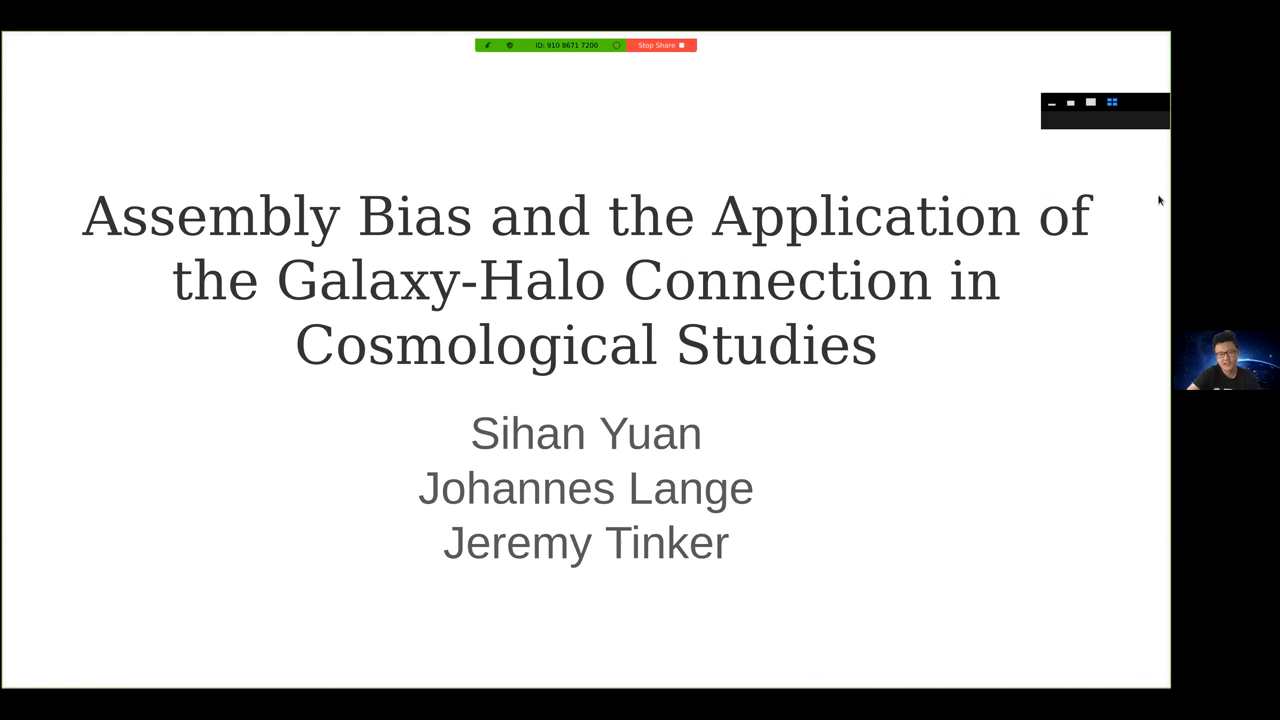 ID: 910 8671 7200
Stop Share
Assembly Bias and the Application of
the Galaxy-Halo Connection in
Cosmological Studies
Sihan Yuan
Johannes Lange
Jeremy Tinker